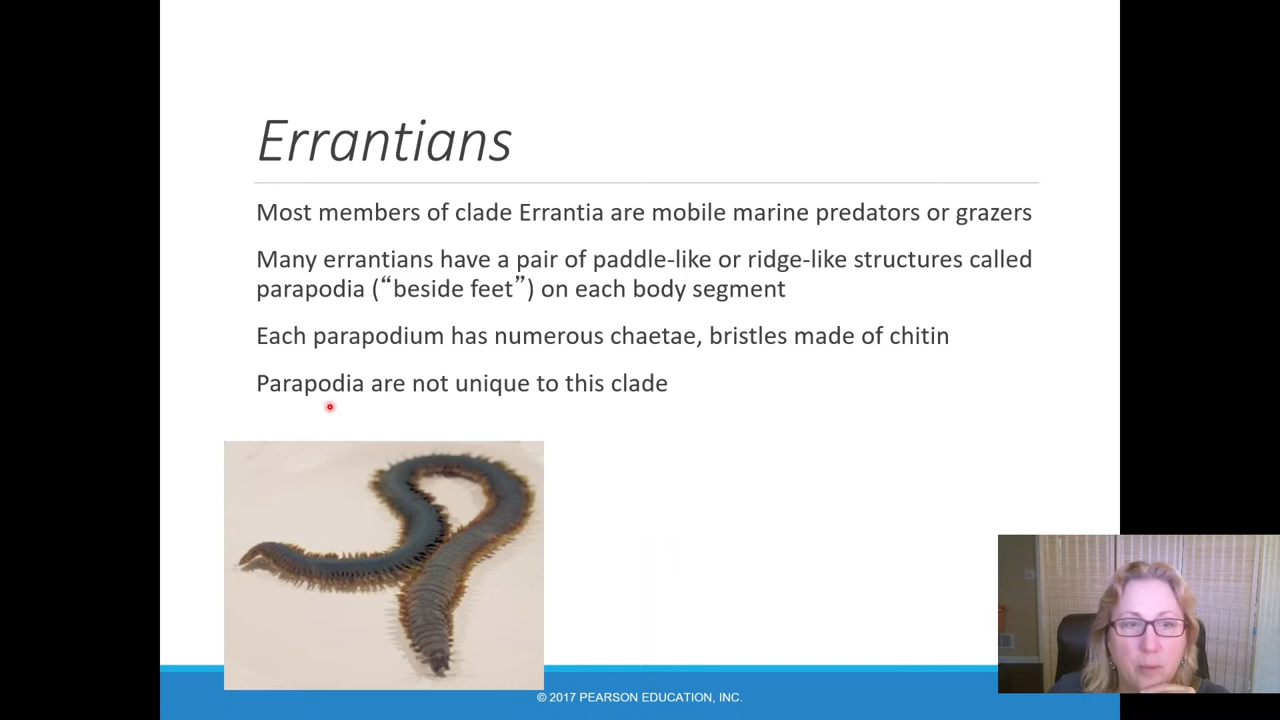 Errantians
Most members of clade Errantia are mobile marine predators or grazers
Many errantians have a pair of paddle-like or ridge-like structures called
parapodia (“beside feet”) on each body segment
Each parapodium has numerous chaetae, bristles made of chitin
Parapodia are not unique to this clade
© 2017 PEARSON EDUCATION, INC.